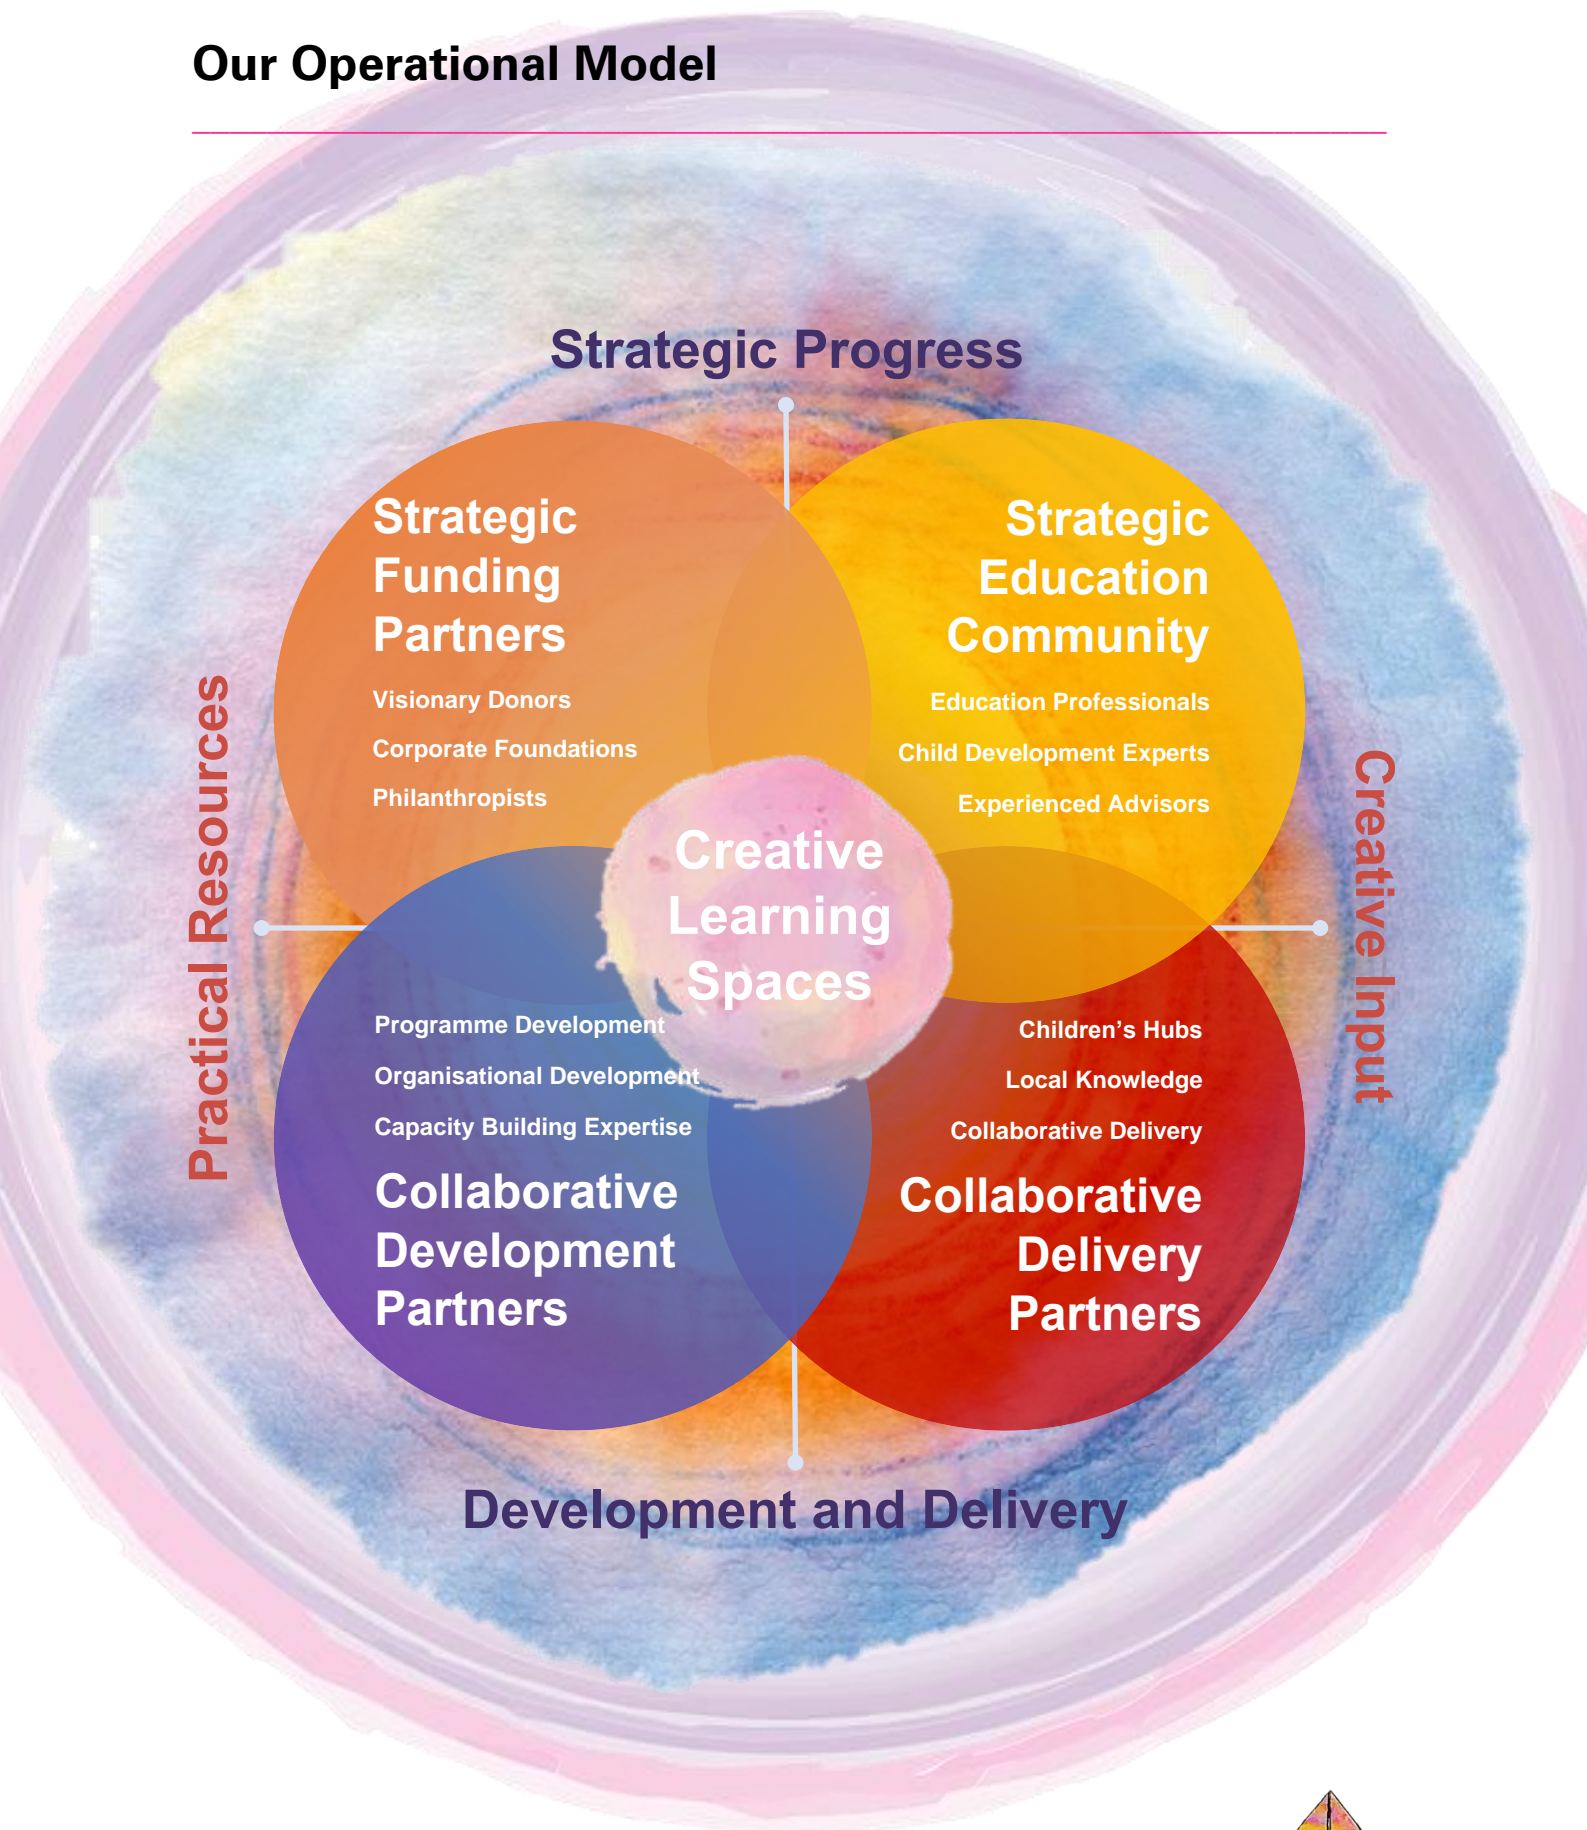 Our Operational Model
Strategic Progress
Strategic
Funding
Partners
Visionary Donors
Corporate Foundations
Philanthropists
Strategic
Education
Community
Education Professionals
Child Development Experts
Experienced Advisors
Practical Resources
Creative
Learning
Spaces
Creative Input
Programme Development
Organisational Development
Capacity Building Expertise
Collaborative
Development
Partners
Children’s Hubs
Local Knowledge
Collaborative Delivery
Collaborative
Delivery
Partners
Development and Delivery